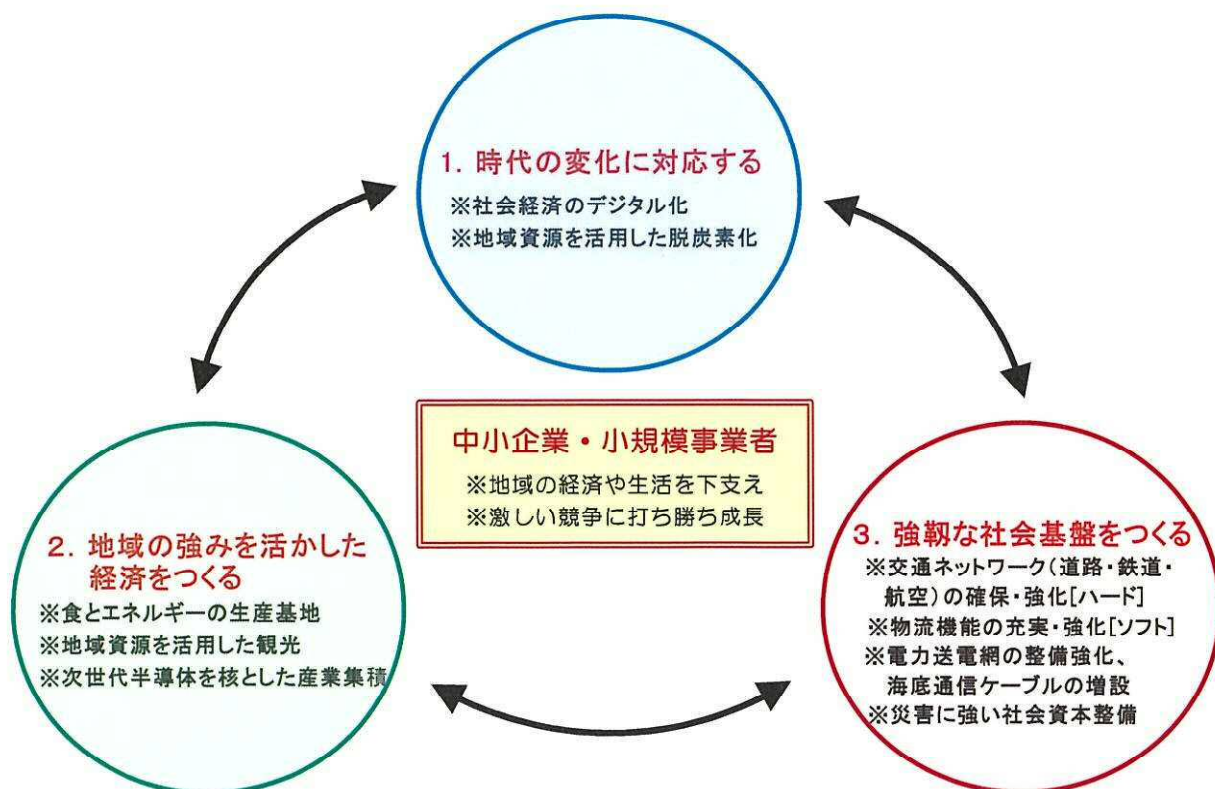 1. 時代の変化に対応する
※社会経済のデジタル化
※地域資源を活用した脱炭素化
中小企業・小規模事業者
※地域の経済や生活を下支え
※激しい競争に打ち勝ち成長
2. 地域の強みを活かした
経済をつくる
※食とエネルギーの生産基地
※地域資源を活用した観光
※次世代半導体を核とした産業集積
3. 強靱な社会基盤をつくる
※交通ネットワーク(道路・鉄道・
航空)の確保・強化[ハード]
※物流機能の充実・強化[ソフト]
※電力送電網の整備強化、
海底通信ケーブルの増設
※災害に強い社会資本整備